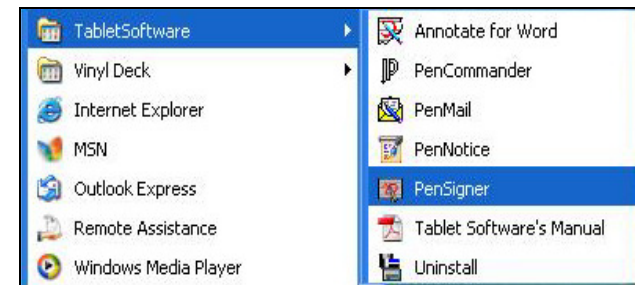 TabletSoftware
Vinyl Deck
Internet Explorer
MSN
Outlook Express
Remote Assistance
Windows Media Player
Annotate for Word
PenCommander
PenMail
PenNotice
PenSigner
Tablet Software's Manual
Uninstall